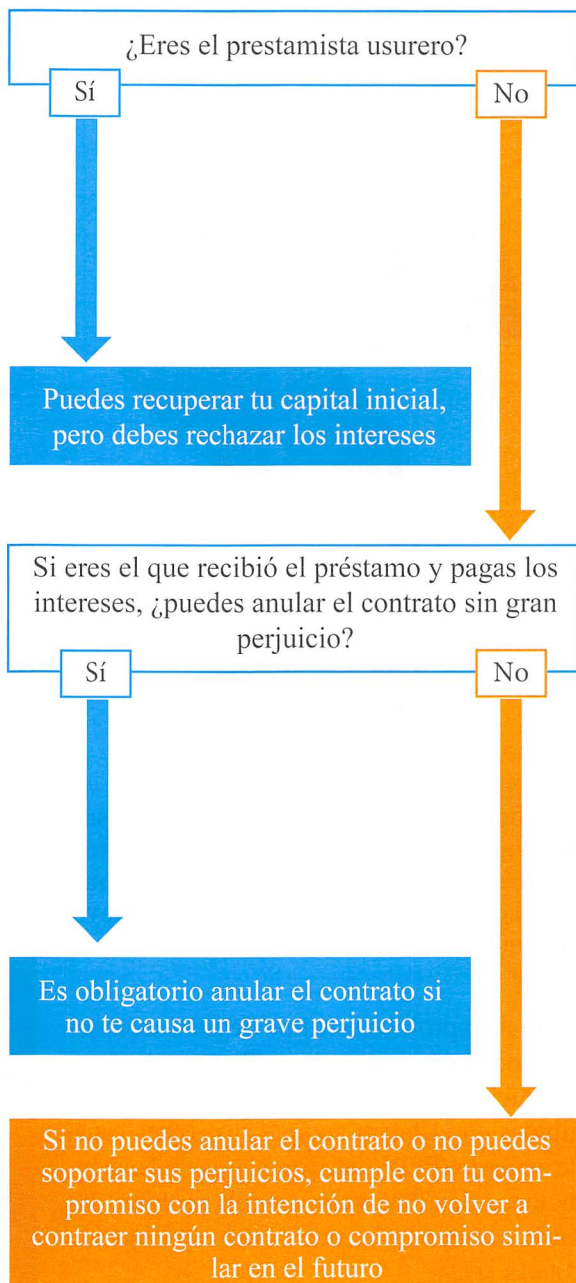 ¿Eres el prestamista usurero?
Sí
No
Puedes recuperar tu capital inicial,
pero debes rechazar los intereses
Si eres el que recibió el préstamo y pagas los
intereses, ¿puedes anular el contrato sin gran
perjuicio?
Sí
No
Es obligatorio anular el contrato si
no te causa un grave perjuicio
Si no puedes anular el contrato o no puedes
soportar sus perjuicios, cumple con tu com-
promiso con la intención de no volver a
contraer ningún contrato o compromiso simi-
lar en el futuro